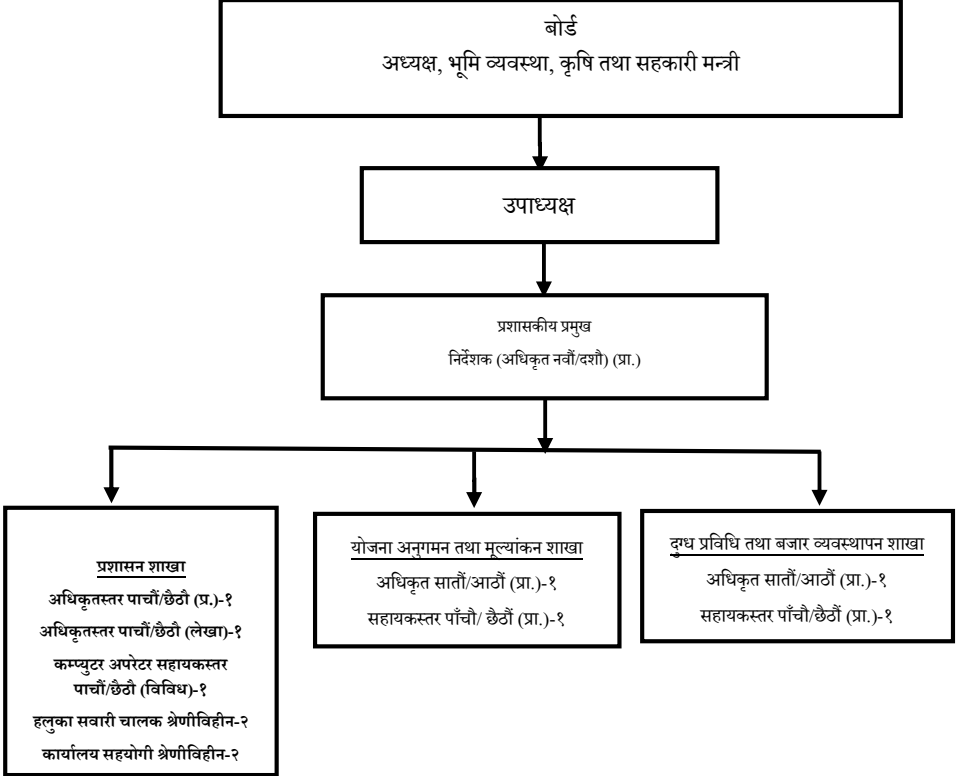 बोर्ड
अध्यक्ष, भूमि व्यवस्था, कृषि तथा सहकारी मन्त्री
उपाध्यक्ष
प्रशासकीय प्रमुख
निर्देशक (अधिकृत नवौं/दशौ) (प्रा.)
प्रशासन शाखा
अधिकृतस्तर पाचौं/छैठौ (प्र.)-१
अधिकृतस्तर पाचौं/छैठौ (लेखा)-१
कम्प्युटर अपरेटर सहायकस्तर
पाचौं/छैठौ (विविध)-१
हलुका सवारी चालक श्रेणीविहीन-२
कार्यालय सहयोगी श्रेणीविहीन-२
योजना अनुगमन तथा मूल्यांकन शाखा
अधिकृत सातौं/आठौं (प्रा.)-१
सहायकस्तर पाँचौ/ छैठौं (प्रा.)-१
दुग्ध प्रविधि तथा बजार व्यवस्थापन शाखा
अधिकृत सातौं/आठौं (प्रा.)-१
सहायकस्तर पाँचौ/छैठौं (प्रा.)-१